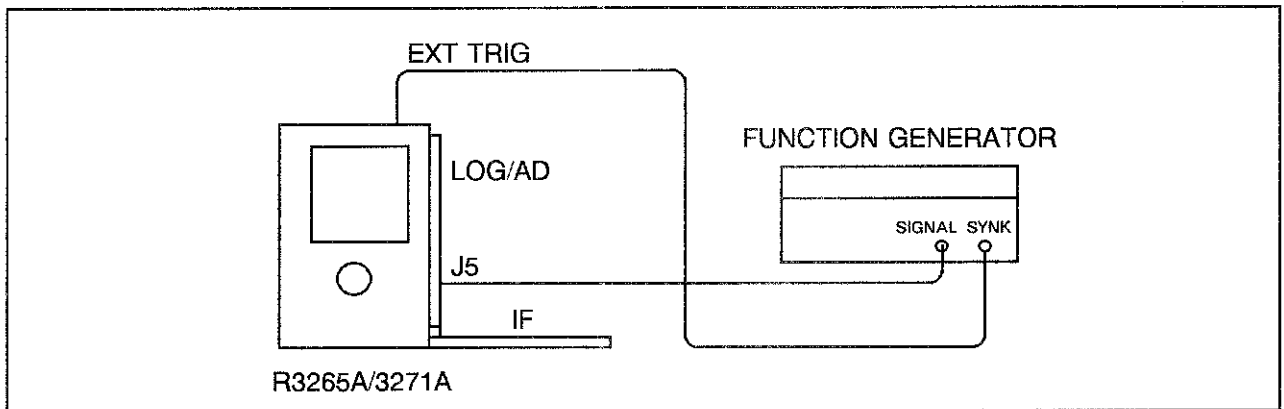 EXT TRIG
FUNCTION GENERATOR
LOG/AD
SIGNAL SYNK
J5
IF
R3265A/3271A